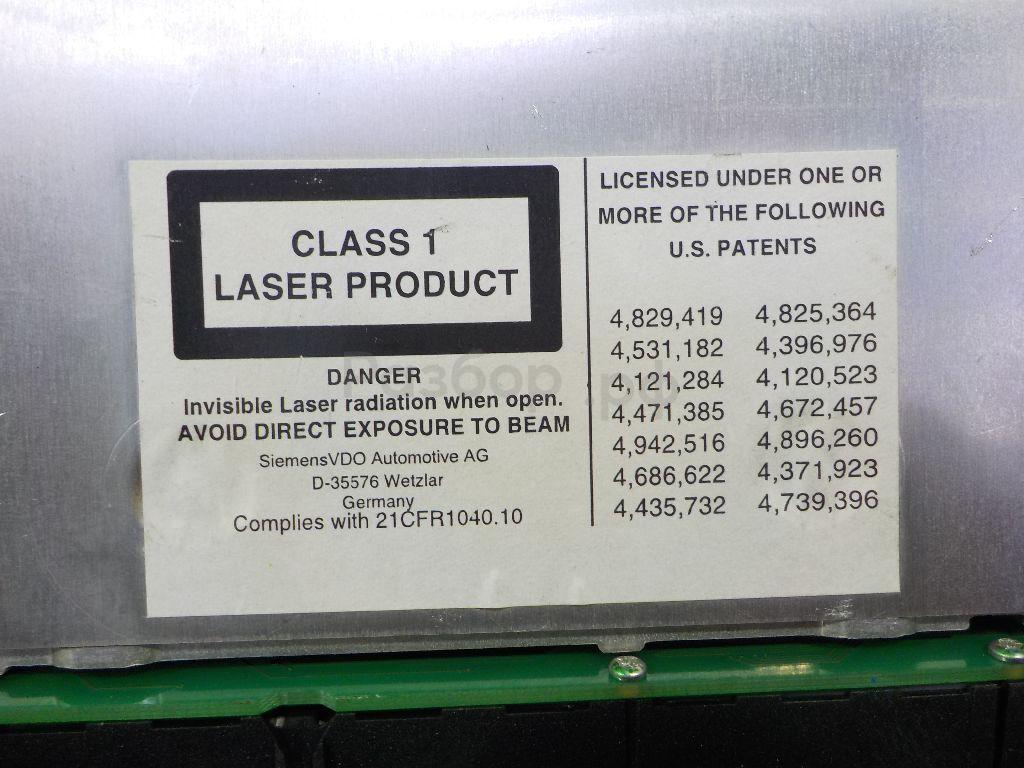 CLASS 1
LASER PRODUCT
DANGER
Invisible Laser radiation when open.
AVOID DIRECT EXPOSURE TO BEAM
SiemensVDO Automotive AG
D-35576 Wetzlar
Germany
Complies with 21CFR1040.10
LICENSED UNDER ONE OR
MORE OF THE FOLLOWING
U.S. PATENTS
4,829,419 4,825,364
4,531,182 4,396,976
4,121,284 4,120,523
4,471,385 4,672,457
4,942,516 4,896,260
4,686,622 4,371,923
4,435,732 4,739,396
Разбор.рф